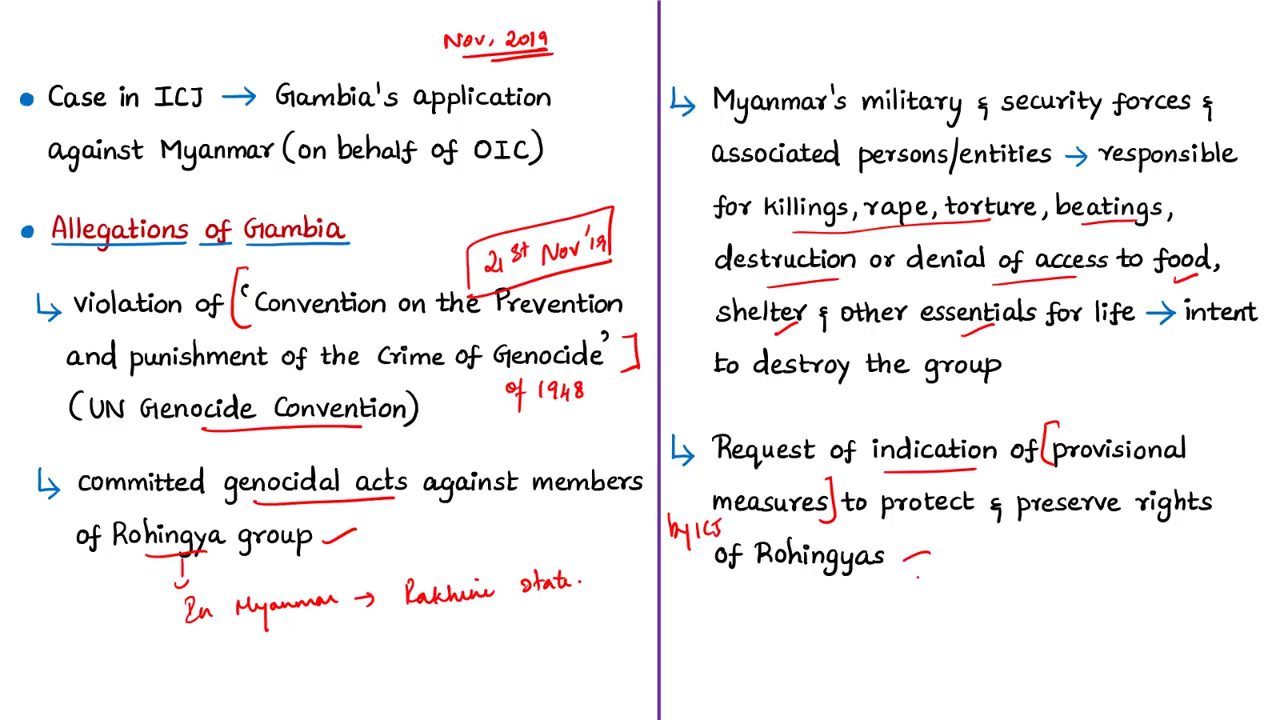 Nov, 2019
• Case in ICJ → Gambia's application
against Myanmar (on behalf of OIC)
• Allegations of Gambia
21st Nov '19
↳ violation of ['Convention on the Prevention
and punishment of the Crime of Genocide']
of 1948
(UN Genocide Convention)
↳ committed genocidal acts against members
of Rohingya group
In Myanmar → Rakhine state.
↳ Myanmar's military & security forces &
associated persons/entities → responsible
for killings, rape, torture, beatings,
destruction or denial of access to food,
shelter & other essentials for life → intent
to destroy the group
↳ Request of indication of [provisional
measures] to protect & preserve rights
by ICJ
of Rohingyas